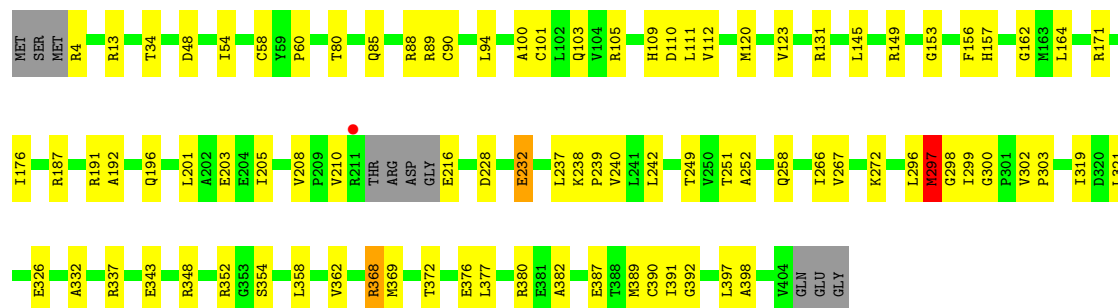 MET SER MET R4 R13 T34 D48 I54 C58 Y59 P60 T80 Q85 R88 R89 C90 L94 A100 C101 L102 Q103 V104 R105 H109 D110 L111 V112 M120 V123 R131 L145 R149 G153 F156 H157 G162 M163 L164 R171
I176 R187 R191 A192 Q196 L201 A202 E203 E204 I205 V208 P209 V210 R211 THR ARG ASP GLY E216 D228 E232 L237 K238 P239 V240 L241 L242 T249 V250 T251 A252 Q258 I266 V267 K272 L296 M297 G298 I299 G300 P301 V302 P303 I319 D320 L321
E326 A332 R337 E343 R348 R352 G353 S354 L358 V362 R368 M369 T372 E376 L377 R380 E381 A382 E387 T388 M389 C390 I391 G392 L397 A398 V404 GLN GLU GLY